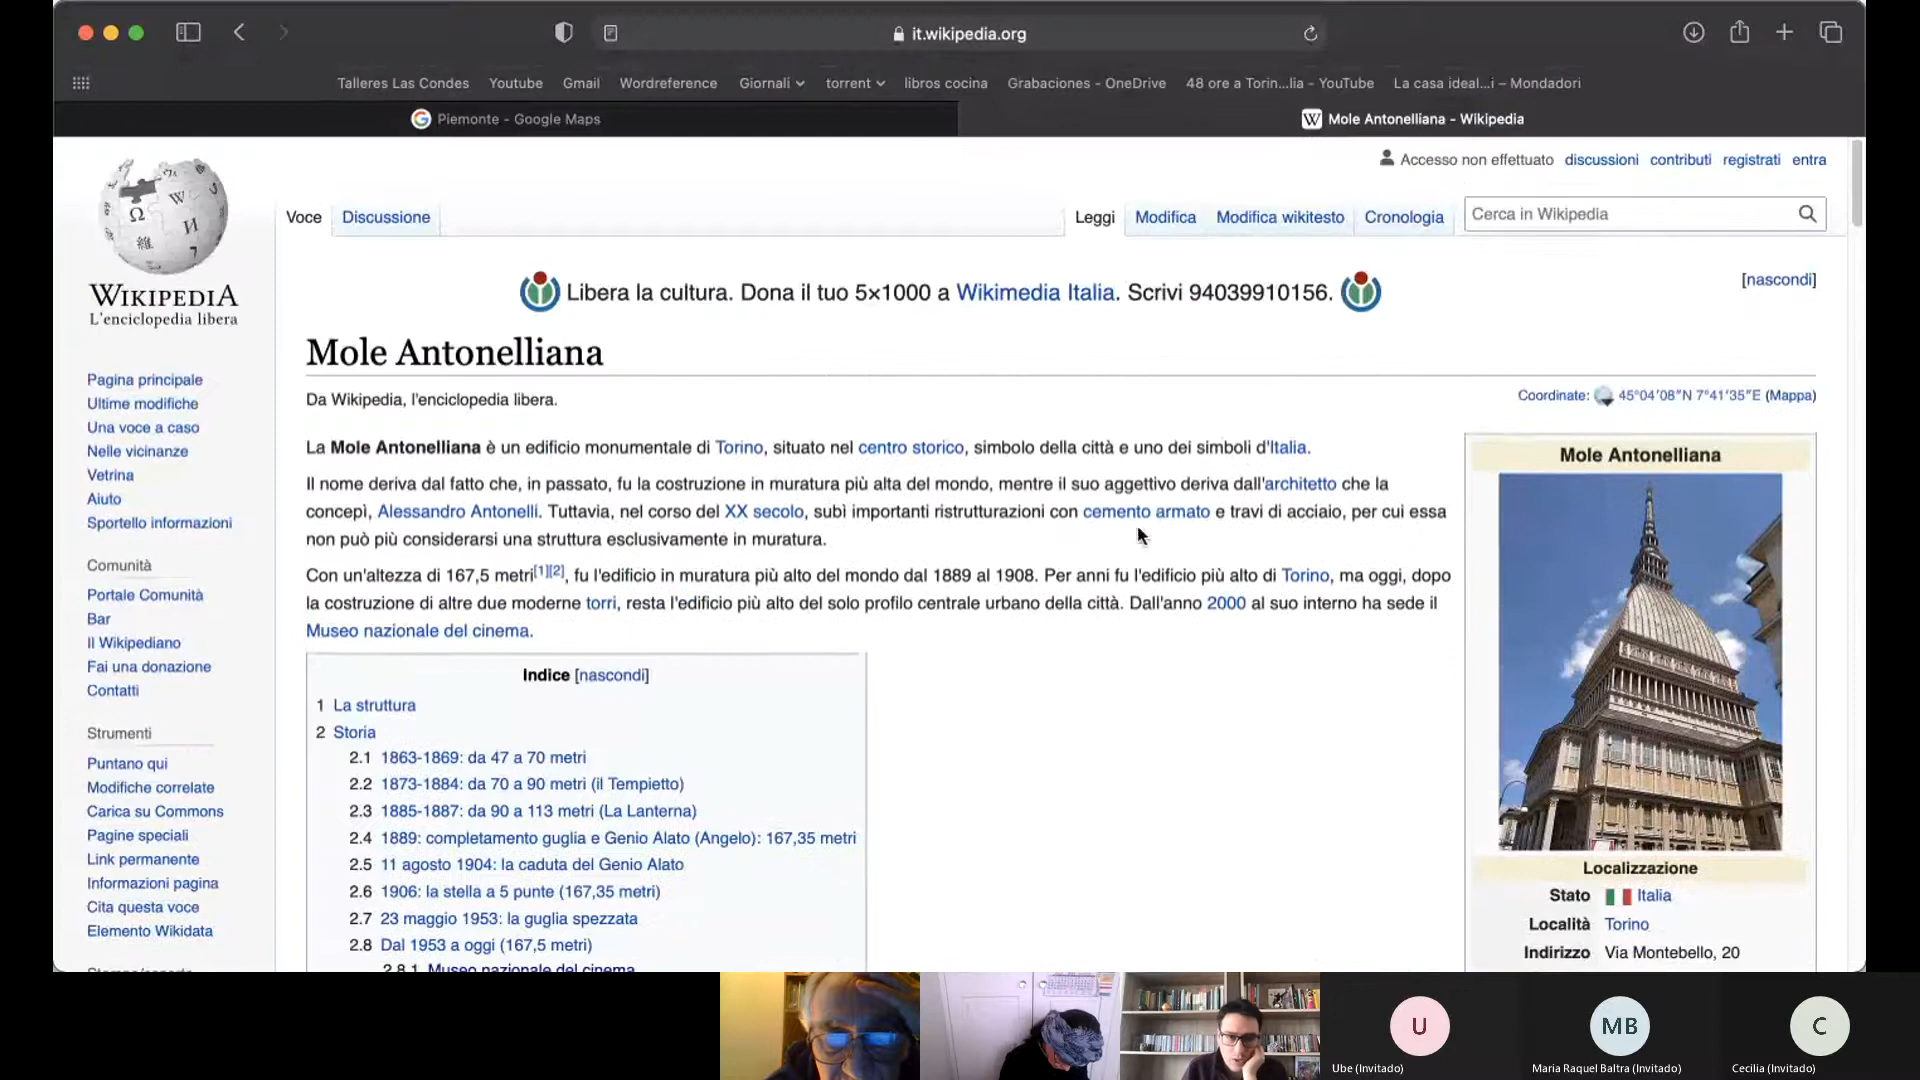 it.wikipedia.org
Talleres Las Condes
Youtube
Gmail
Wordreference
Giornali
torrent
libros cocina
Grabaciones - OneDrive
48 ore a Torin...lia - YouTube
La casa ideal...i – Mondadori
Piemonte - Google Maps
Mole Antonelliana - Wikipedia
Accesso non effettuato discussioni contributi registrati entra
WIKIPEDIA
L'enciclopedia libera
Voce
Discussione
Leggi
Modifica
Modifica wikitesto
Cronologia
Cerca in Wikipedia
Libera la cultura. Dona il tuo 5×1000 a Wikimedia Italia. Scrivi 94039910156.
[nascondi]
Mole Antonelliana
Da Wikipedia, l'enciclopedia libera.
Coordinate: 45°04′08″N 7°41′35″E (Mappa)
La Mole Antonelliana è un edificio monumentale di Torino, situato nel centro storico, simbolo della città e uno dei simboli d'Italia.
Il nome deriva dal fatto che, in passato, fu la costruzione in muratura più alta del mondo, mentre il suo aggettivo deriva dall'architetto che la
concepì, Alessandro Antonelli. Tuttavia, nel corso del XX secolo, subì importanti ristrutturazioni con cemento armato e travi di acciaio, per cui essa
non può più considerarsi una struttura esclusivamente in muratura.
Con un'altezza di 167,5 metri[1][2], fu l'edificio in muratura più alto del mondo dal 1889 al 1908. Per anni fu l'edificio più alto di Torino, ma oggi, dopo
la costruzione di altre due moderne torri, resta l'edificio più alto del solo profilo centrale urbano della città. Dall'anno 2000 al suo interno ha sede il
Museo nazionale del cinema.
Indice [nascondi]
1 La struttura
2 Storia
2.1 1863-1869: da 47 a 70 metri
2.2 1873-1884: da 70 a 90 metri (il Tempietto)
2.3 1885-1887: da 90 a 113 metri (La Lanterna)
2.4 1889: completamento guglia e Genio Alato (Angelo): 167,35 metri
2.5 11 agosto 1904: la caduta del Genio Alato
2.6 1906: la stella a 5 punte (167,35 metri)
2.7 23 maggio 1953: la guglia spezzata
2.8 Dal 1953 a oggi (167,5 metri)
2.8.1 Museo nazionale del cinema
Pagina principale
Ultime modifiche
Una voce a caso
Nelle vicinanze
Vetrina
Aiuto
Sportello informazioni
Comunità
Portale Comunità
Bar
Il Wikipediano
Fai una donazione
Contatti
Strumenti
Puntano qui
Modifiche correlate
Carica su Commons
Pagine speciali
Link permanente
Informazioni pagina
Cita questa voce
Elemento Wikidata
Mole Antonelliana
Localizzazione
Stato Italia
Località Torino
Indirizzo Via Montebello, 20
U
MB
C
Ube (Invitado)
Maria Raquel Baltra (Invitado)
Cecilia (Invitado)